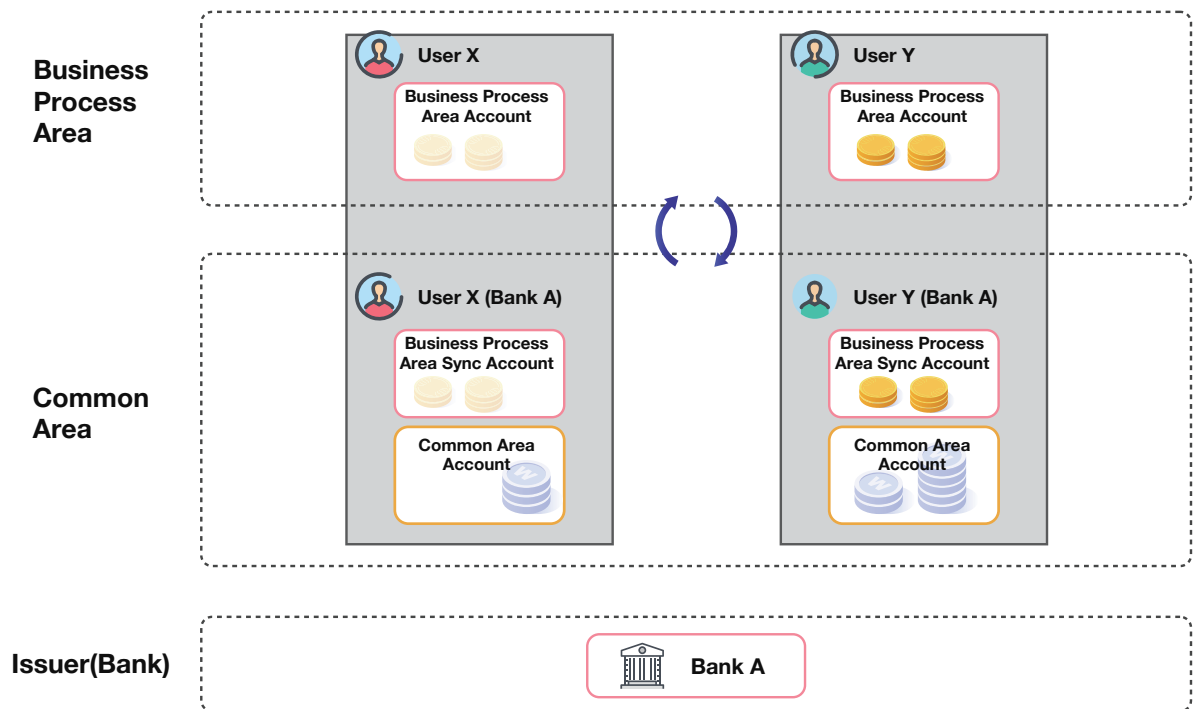 Business
Process
Area
User X
Business Process
Area Account
User Y
Business Process
Area Account
Common
Area
User X (Bank A)
Business Process
Area Sync Account
Common Area
Account
W
User Y (Bank A)
Business Process
Area Sync Account
Common Area
Account
W
W
Issuer(Bank)
Bank A